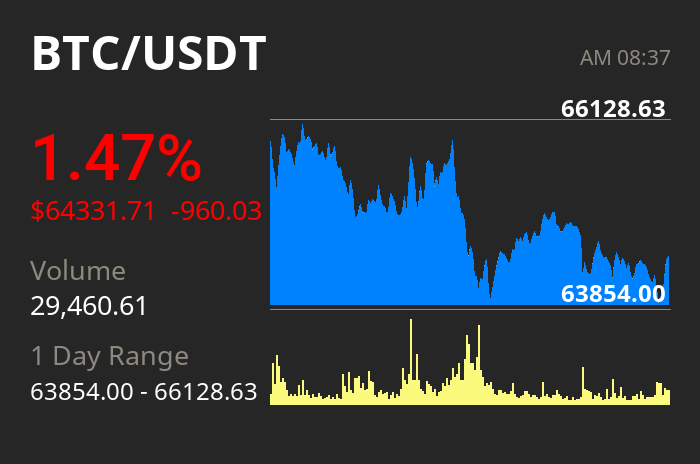 BTC/USDT
AM 08:37
66128.63
1.47%
$64331.71 -960.03
Volume
29,460.61
63854.00
1 Day Range
63854.00 - 66128.63